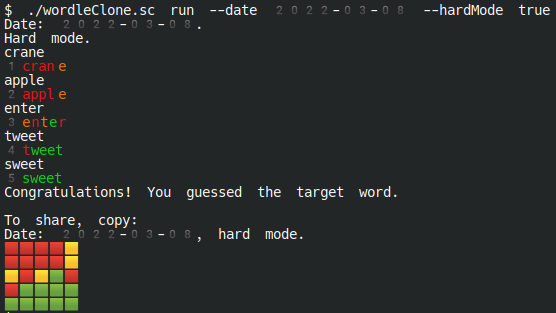 $ ./wordleClone.sc run --date 2022-03-08 --hardMode true
Date: 2022-03-08.
Hard mode.
crane
1 crane
apple
2 apple
enter
3 enter
tweet
4 tweet
sweet
5 sweet
Congratulations! You guessed the target word.
To share, copy:
Date: 2022-03-08, hard mode.